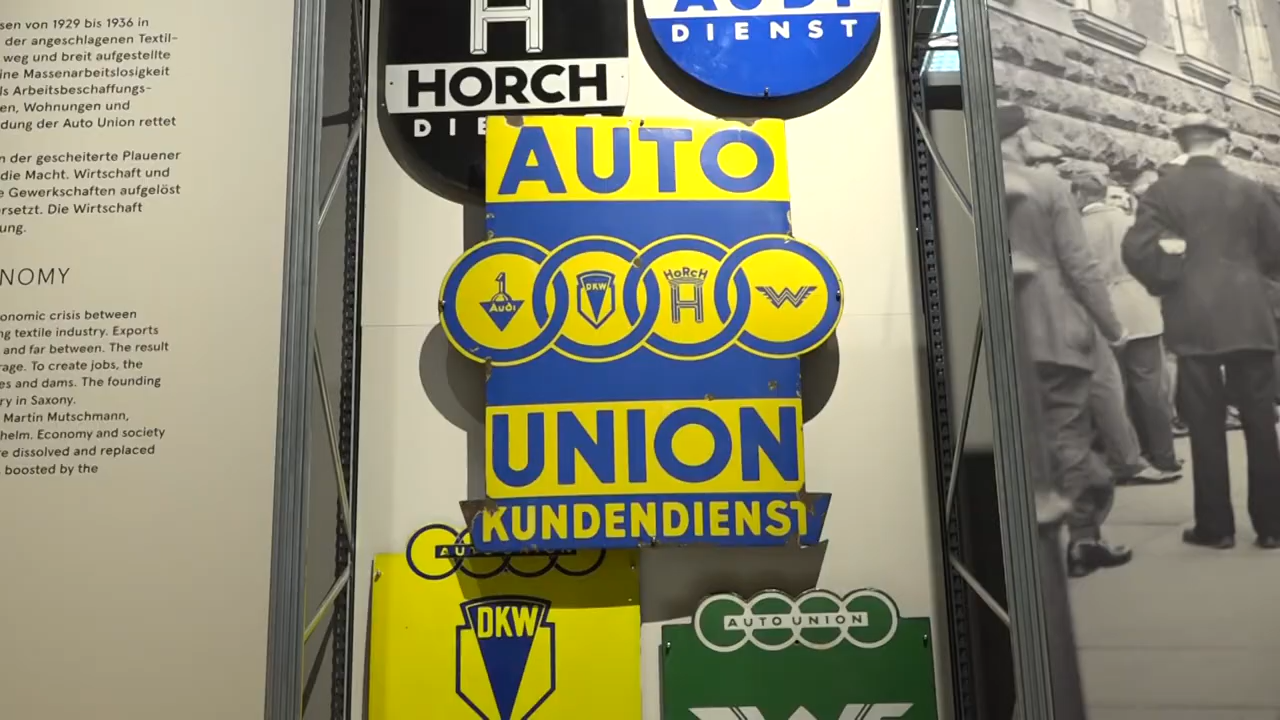 sen von 1929 bis 1936 in
der angeschlagenen Textil-
weg und breit aufgestellte
ine Massenarbeitslosigkeit
ls Arbeitsbeschaffungs-
en, Wohnungen und
dung der Auto Union rettet
n der gescheiterte Plauener
die Macht. Wirtschaft und
e Gewerkschaften aufgelöst
rsetzt. Die Wirtschaft
ung.
NOMY
onomic crisis between
ng textile industry. Exports
and far between. The result
rage. To create jobs, the
es and dams. The founding
ry in Saxony.
Martin Mutschmann,
helm. Economy and society
re dissolved and replaced
boosted by the
H
HORCH
DIE
AUDI
DIENST
AUTO
1 Audi
DKW
HORCH
H
W
UNION
KUNDENDIENST
DKW
AUTO UNION
W